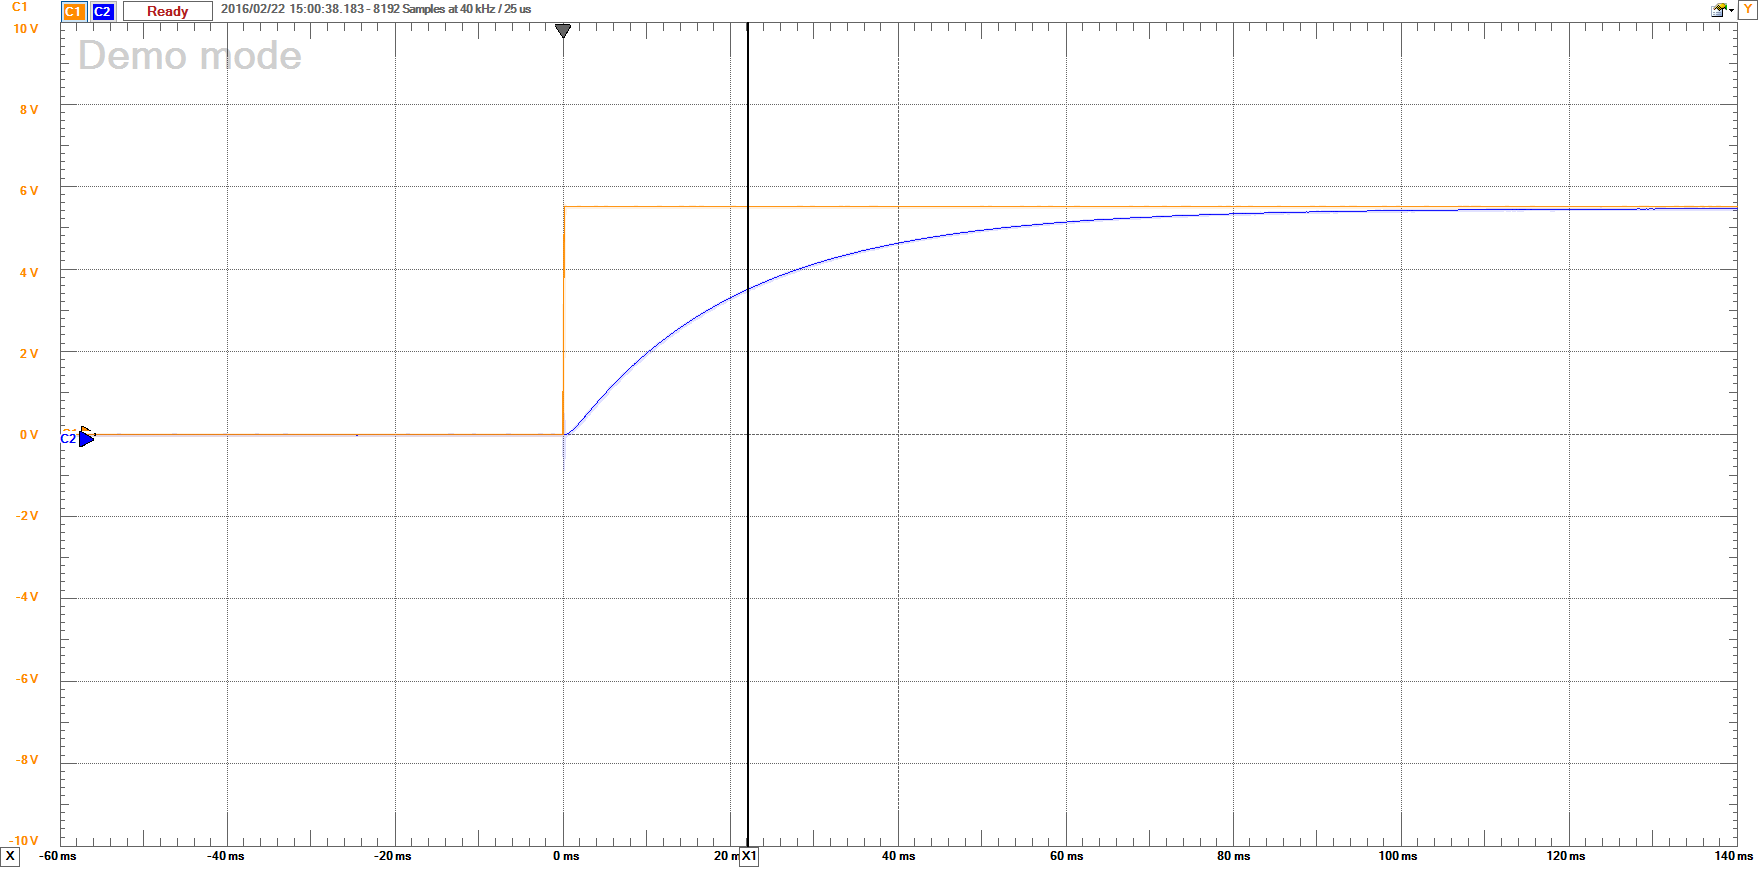 C1 C1 C2 Ready 2016/02/22 15:00:38.183 - 8192 Samples at 40 kHz / 25 us Y
10 V
Demo mode
8 V
6 V
4 V
2 V
0 V
C2
-2 V
-4 V
-6 V
-8 V
-10 V
X -60 ms -40 ms -20 ms 0 ms 20 m X1 40 ms 60 ms 80 ms 100 ms 120 ms 140 ms